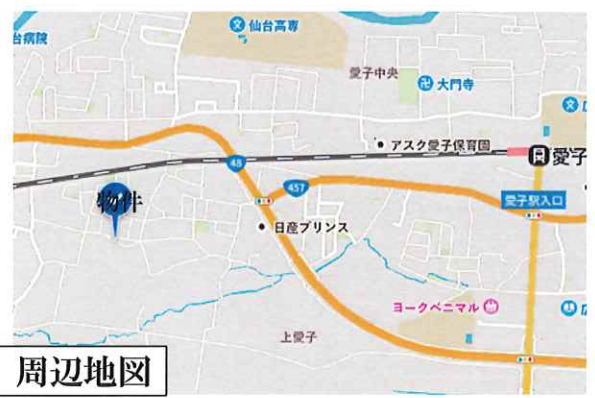 仙台高専
台病院
愛子中央
大門寺
アスク愛子保育園
愛子
48
457
物件
愛子駅入口
日産プリンス
ヨークベニマル
上愛子
周辺地図